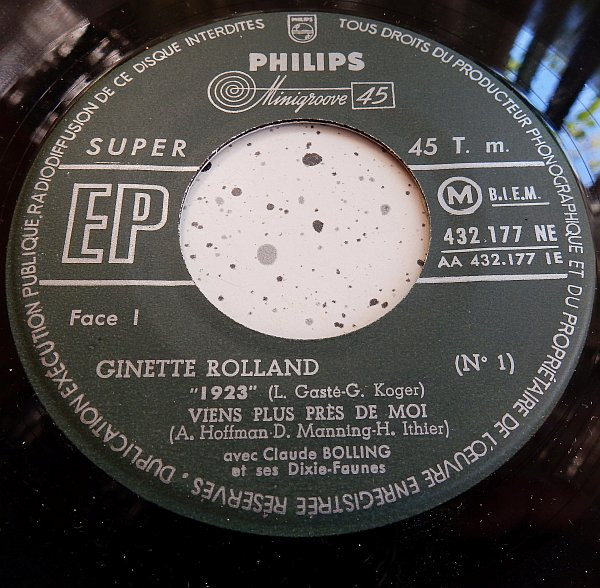 TOUS DROITS DU PRODUCTEUR PHONOGRAPHIQUE ET DU PROPRIÉTAIRE DE L'ŒUVRE ENREGISTRÉE RÉSERVÉS. DUPLICATION EXÉCUTION PUBLIQUE RADIODIFFUSION DE CE DISQUE INTERDITES
PHILIPS
PHILIPS
Minigroove 45
SUPER 45 T. m.
EP
M B.I.E.M.
432.177 NE
AA 432.177 1E
Face 1
GINETTE ROLLAND (N° 1)
"1923" (L. Gasté-G. Koger)
VIENS PLUS PRÈS DE MOI
(A. Hoffman-D. Manning-H. Ithier)
avec Claude BOLLING
et ses Dixie-Faunes